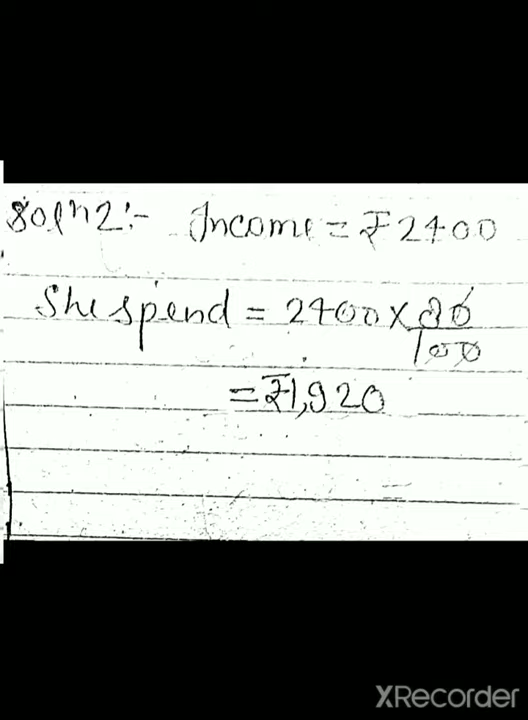 Solⁿ2:- Income = ₹2400
She spend = 2400 × 80/100
= ₹1,920
XRecorder